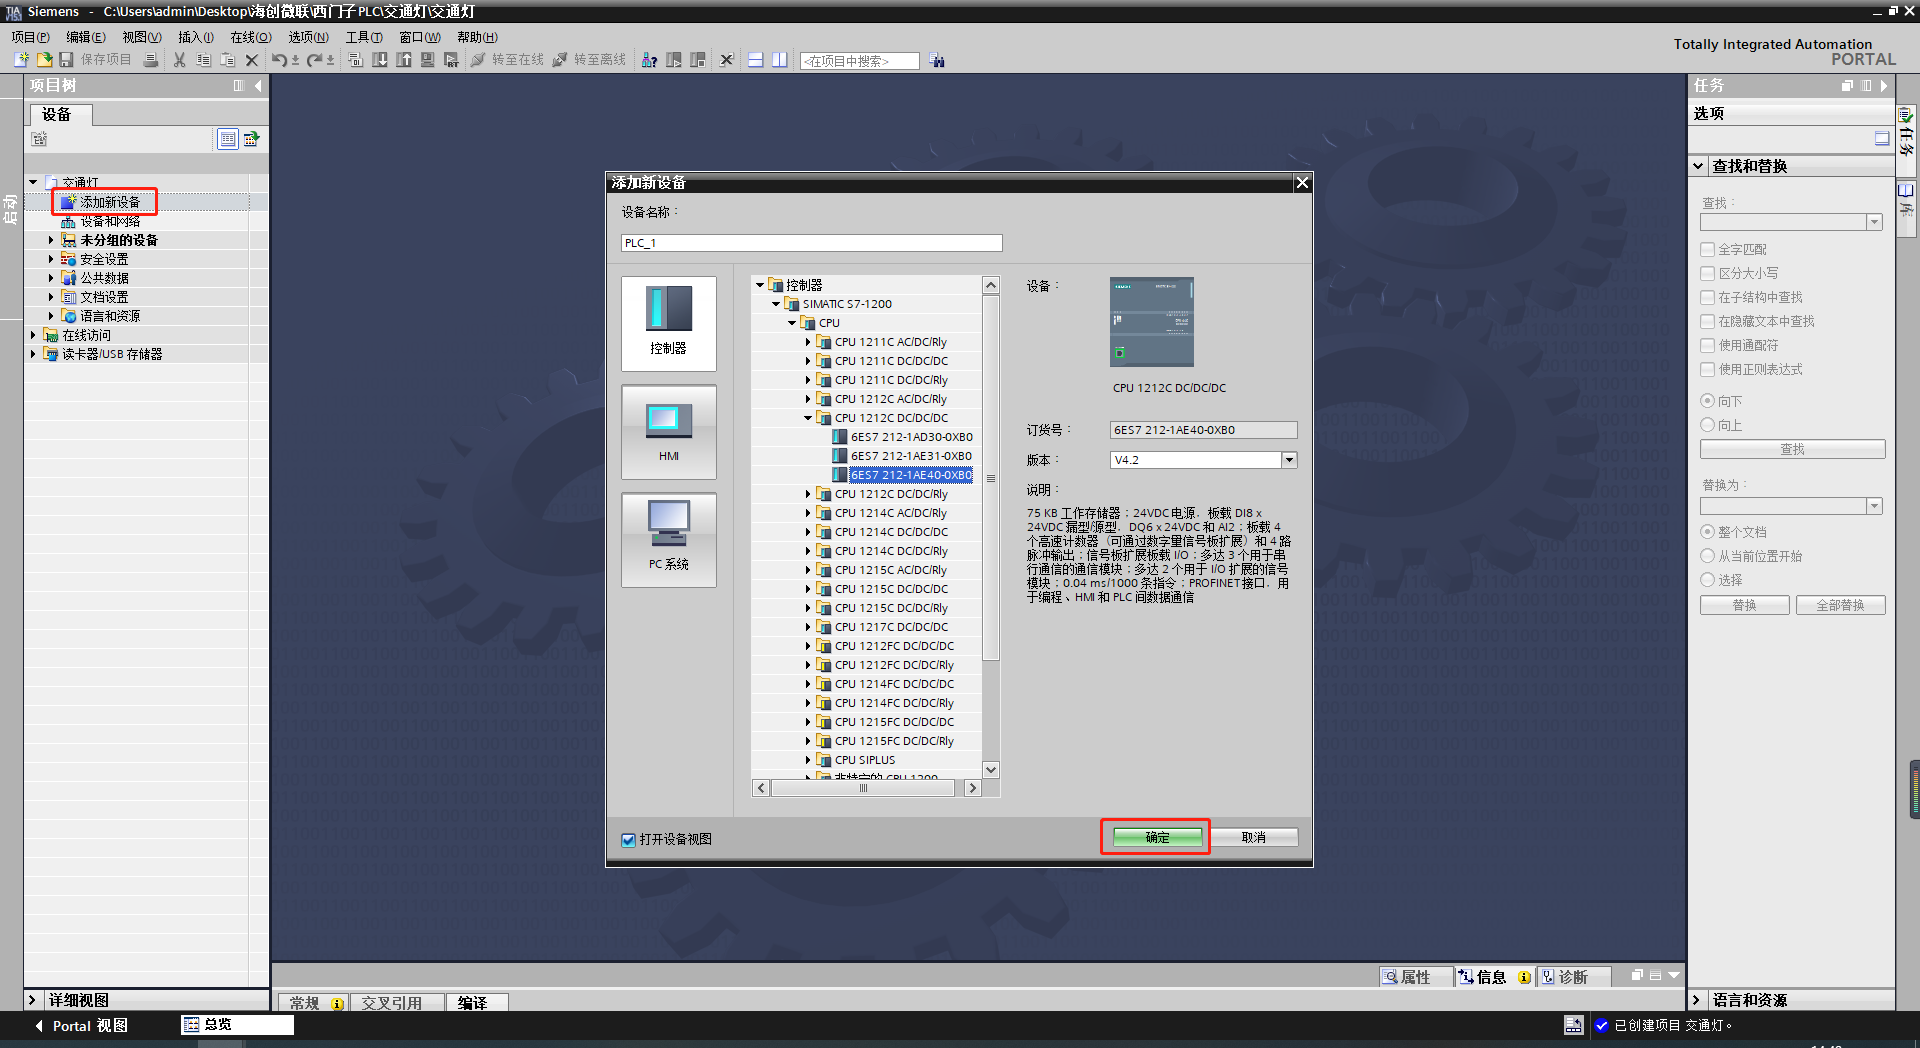 Siemens - C:\Users\admin\Desktop\海创微联\西门子PLC\交通灯\交通灯
项目(P) 编辑(E) 视图(V) 插入(I) 在线(O) 选项(N) 工具(T) 窗口(W) 帮助(H)
Totally Integrated Automation
PORTAL
保存项目 转至在线 转至离线 <在项目中搜索>
项目树
设备
启动
交通灯
添加新设备
设备和网络
未分组的设备
安全设置
公共数据
文档设置
语言和资源
在线访问
读卡器/USB 存储器
详细视图
添加新设备
设备名称：
PLC_1
控制器
HMI
PC 系统
控制器
SIMATIC S7-1200
CPU
CPU 1211C AC/DC/Rly
CPU 1211C DC/DC/DC
CPU 1211C DC/DC/Rly
CPU 1212C AC/DC/Rly
CPU 1212C DC/DC/DC
6ES7 212-1AD30-0XB0
6ES7 212-1AE31-0XB0
6ES7 212-1AE40-0XB0
CPU 1212C DC/DC/Rly
CPU 1214C AC/DC/Rly
CPU 1214C DC/DC/DC
CPU 1214C DC/DC/Rly
CPU 1215C AC/DC/Rly
CPU 1215C DC/DC/DC
CPU 1215C DC/DC/Rly
CPU 1217C DC/DC/DC
CPU 1212FC DC/DC/DC
CPU 1212FC DC/DC/Rly
CPU 1214FC DC/DC/DC
CPU 1214FC DC/DC/Rly
CPU 1215FC DC/DC/DC
CPU 1215FC DC/DC/Rly
CPU SIPLUS
非特定的 CPU 1200
设备：
CPU 1212C DC/DC/DC
订货号：
6ES7 212-1AE40-0XB0
版本：
V4.2
说明：
75 KB 工作存储器；24VDC 电源，板载 DI8 x
24VDC 漏型/源型，DQ6 x 24VDC 和 AI2；板载 4
个高速计数器（可通过数字量信号板扩展）和 4 路
脉冲输出；信号板扩展板载 I/O；多达 3 个用于串
行通信的通信模块；多达 2 个用于 I/O 扩展的信号
模块；0.04 ms/1000 条指令；PROFINET 接口，用
于编程、HMI 和 PLC 间数据通信
打开设备视图
确定
取消
任务
选项
查找和替换
查找：
全字匹配
区分大小写
在子结构中查找
在隐藏文本中查找
使用通配符
使用正则表达式
向下
向上
查找
替换为：
整个文档
从当前位置开始
选择
替换 全部替换
语言和资源
任务
库
属性 信息 诊断
常规 交叉引用 编译
Portal 视图 总览
已创建项目 交通灯。